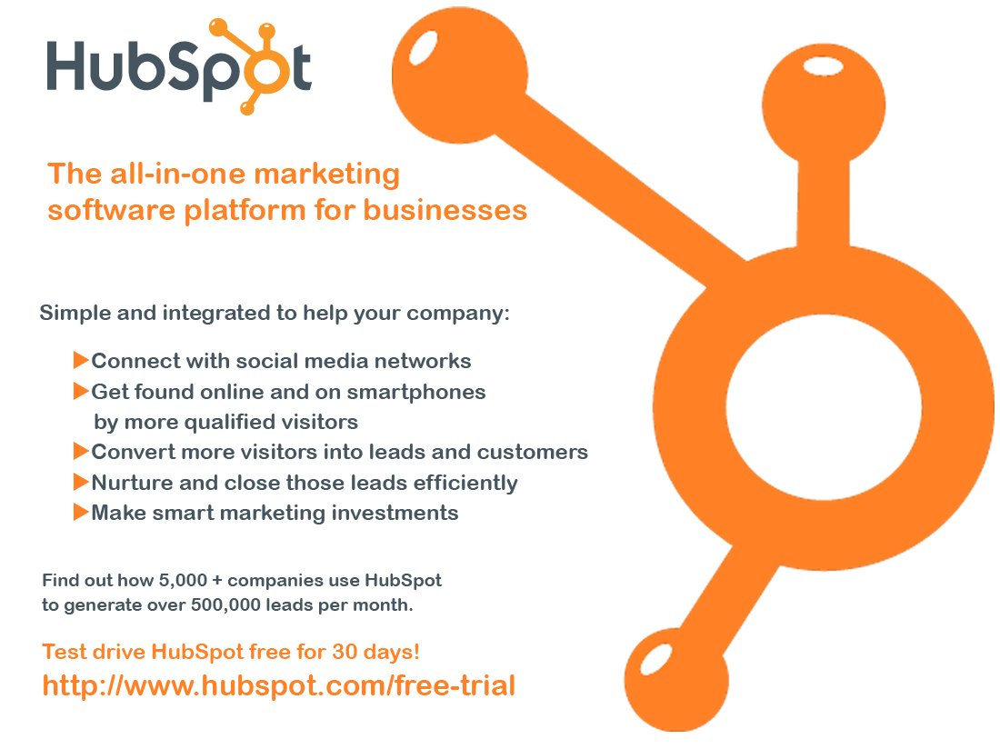 HubSpot
The all-in-one marketing
software platform for businesses
Simple and integrated to help your company:
Connect with social media networks
Get found online and on smartphones
by more qualified visitors
Convert more visitors into leads and customers
Nurture and close those leads efficiently
Make smart marketing investments
Find out how 5,000 + companies use HubSpot
to generate over 500,000 leads per month.
Test drive HubSpot free for 30 days!
http://www.hubspot.com/free-trial